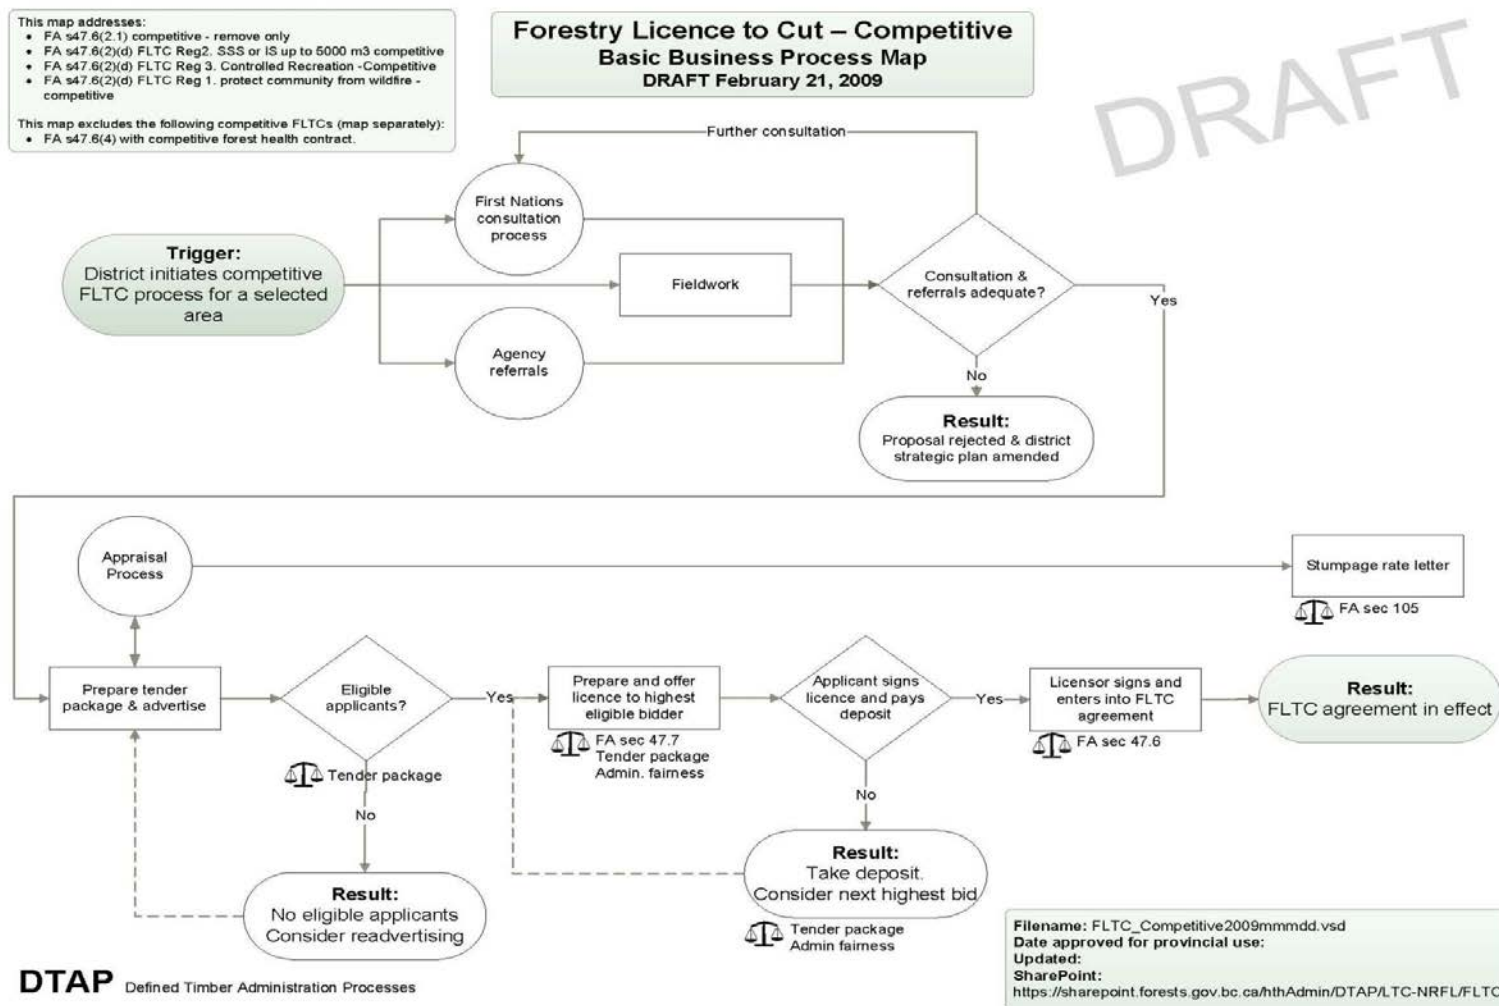 This map addresses:
• FA s47.6(2.1) competitive - remove only
• FA s47.6(2)(d) FLTC Reg2. SSS or IS up to 5000 m3 competitive
• FA s47.6(2)(d) FLTC Reg 3. Controlled Recreation -Competitive
• FA s47.6(2)(d) FLTC Reg 1. protect community from wildfire -
competitive
This map excludes the following competitive FLTCs (map separately):
• FA s47.6(4) with competitive forest health contract.
Forestry Licence to Cut – Competitive
Basic Business Process Map
DRAFT February 21, 2009
DRAFT
Further consultation
First Nations
consultation
process
Trigger:
District initiates competitive
FLTC process for a selected
area
Fieldwork
Consultation &
referrals adequate?
Yes
Agency
referrals
No
Result:
Proposal rejected & district
strategic plan amended
Appraisal
Process
Stumpage rate letter
FA sec 105
Prepare tender
package & advertise
Eligible
applicants?
Yes
Prepare and offer
licence to highest
eligible bidder
Applicant signs
licence and pays
deposit
Yes
Licensor signs and
enters into FLTC
agreement
Result:
FLTC agreement in effect
Tender package
FA sec 47.7
Tender package
Admin. fairness
FA sec 47.6
No
No
Result:
No eligible applicants
Consider readvertising
Result:
Take deposit.
Consider next highest bid
Tender package
Admin fairness
Filename: FLTC_Competitive2009mmmdd.vsd
Date approved for provincial use:
Updated:
SharePoint:
https://sharepoint.forests.gov.bc.ca/hthAdmin/DTAP/LTC-NRFL/FLTC
DTAP Defined Timber Administration Processes